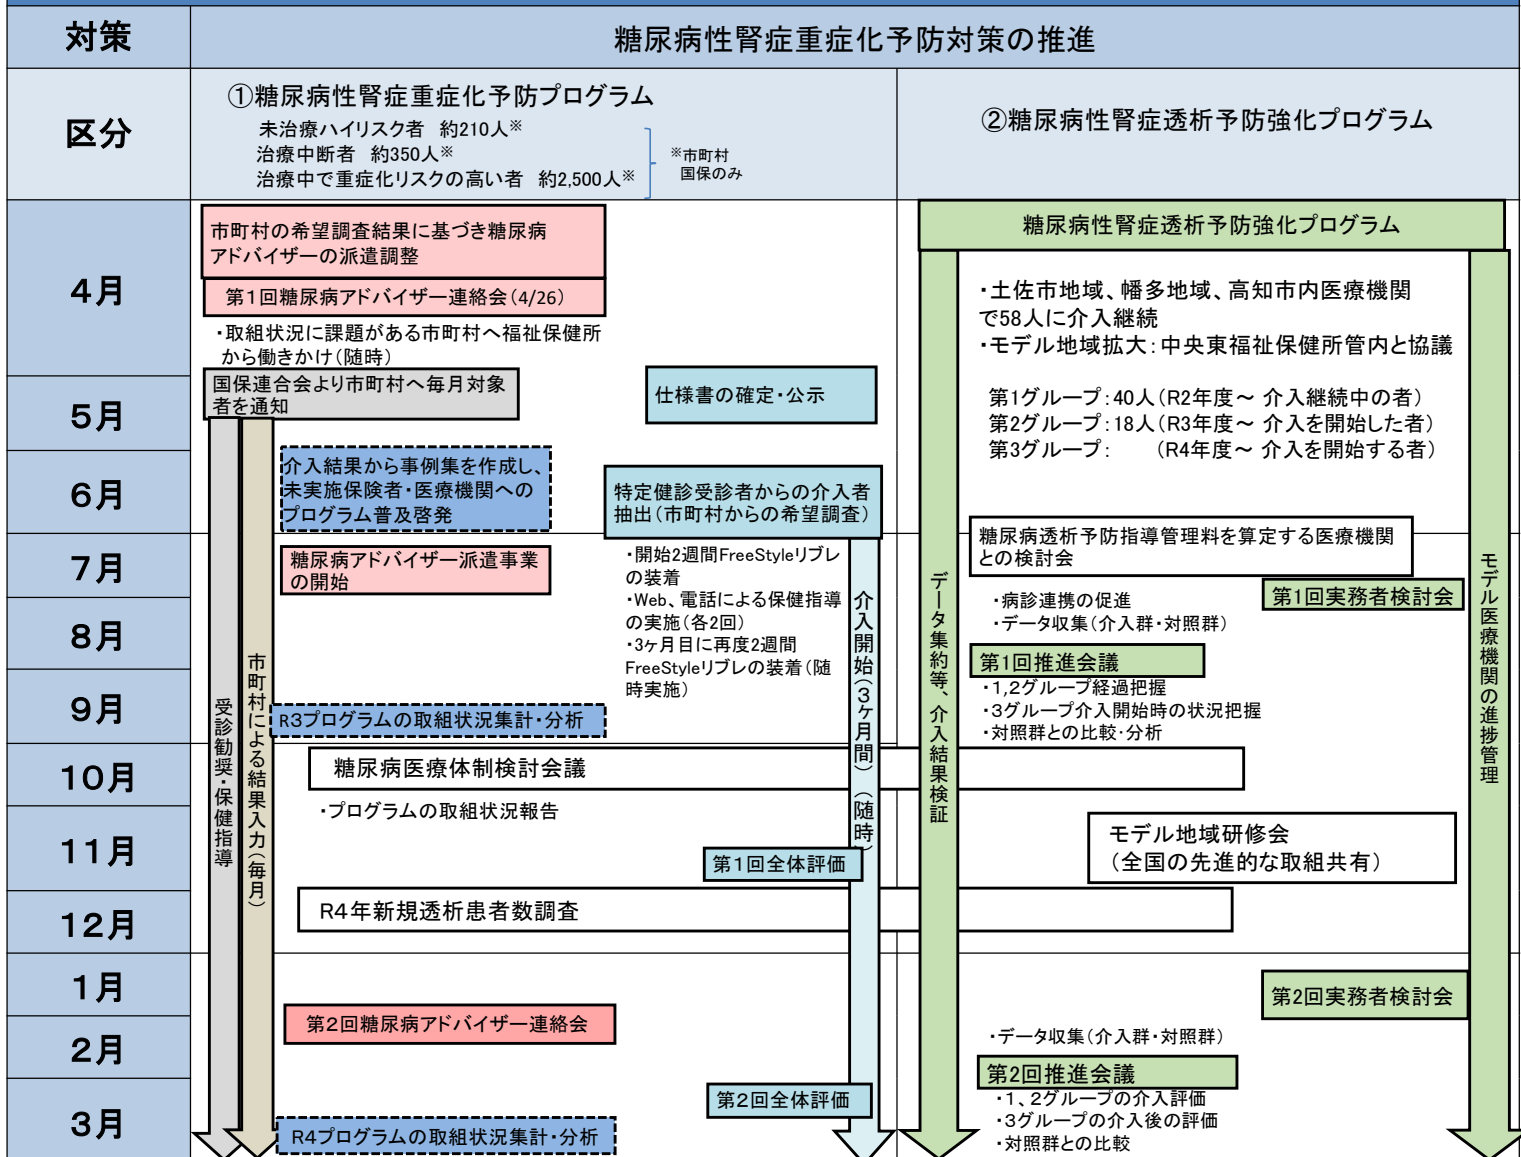 対策
糖尿病性腎症重症化予防対策の推進
区分
①糖尿病性腎症重症化予防プログラム
未治療ハイリスク者　約210人※
治療中断者　約350人※
治療中で重症化リスクの高い者　約2,500人※
※市町村
国保のみ
②糖尿病性腎症透析予防強化プログラム
4月
5月
6月
7月
8月
9月
10月
11月
12月
1月
2月
3月
市町村の希望調査結果に基づき糖尿病
アドバイザーの派遣調整
第1回糖尿病アドバイザー連絡会(4/26)
・取組状況に課題がある市町村へ福祉保健所
から働きかけ(随時)
国保連合会より市町村へ毎月対象
者を通知
受診勧奨・保健指導
市町村による結果入力(毎月)
介入結果から事例集を作成し、
未実施保険者・医療機関への
プログラム普及啓発
糖尿病アドバイザー派遣事業
の開始
R3プログラムの取組状況集計・分析
糖尿病医療体制検討会議
・プログラムの取組状況報告
R4年新規透析患者数調査
第2回糖尿病アドバイザー連絡会
R4プログラムの取組状況集計・分析
仕様書の確定・公示
特定健診受診者からの介入者
抽出(市町村からの希望調査)
・開始2週間FreeStyleリブレ
の装着
・Web、電話による保健指導
の実施(各2回)
・3ヶ月目に再度2週間
FreeStyleリブレの装着(随
時実施)
介入開始(3ヶ月間)(随時)
第1回全体評価
第2回全体評価
糖尿病性腎症透析予防強化プログラム
データ集約等、介入結果検証
モデル医療機関の進捗管理
・土佐市地域、幡多地域、高知市内医療機関
で58人に介入継続
・モデル地域拡大：中央東福祉保健所管内と協議
第1グループ：40人(R2年度～ 介入継続中の者)
第2グループ：18人(R3年度～ 介入を開始した者)
第3グループ：　　(R4年度～ 介入を開始する者)
糖尿病透析予防指導管理料を算定する医療機関
との検討会
第1回実務者検討会
・病診連携の促進
・データ収集(介入群・対照群)
第1回推進会議
・1,2グループ経過把握
・3グループ介入開始時の状況把握
・対照群との比較・分析
モデル地域研修会
(全国の先進的な取組共有)
第2回実務者検討会
・データ収集(介入群・対照群)
第2回推進会議
・1、2グループの介入評価
・3グループの介入後の評価
・対照群との比較